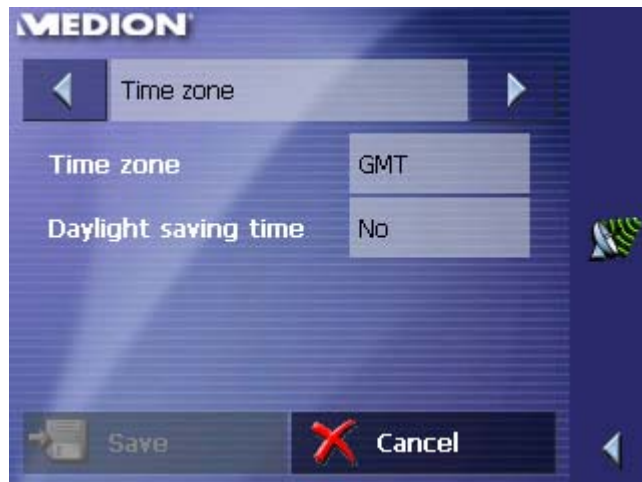 MEDION
Time zone
Time zone GMT
Daylight saving time No
Save Cancel